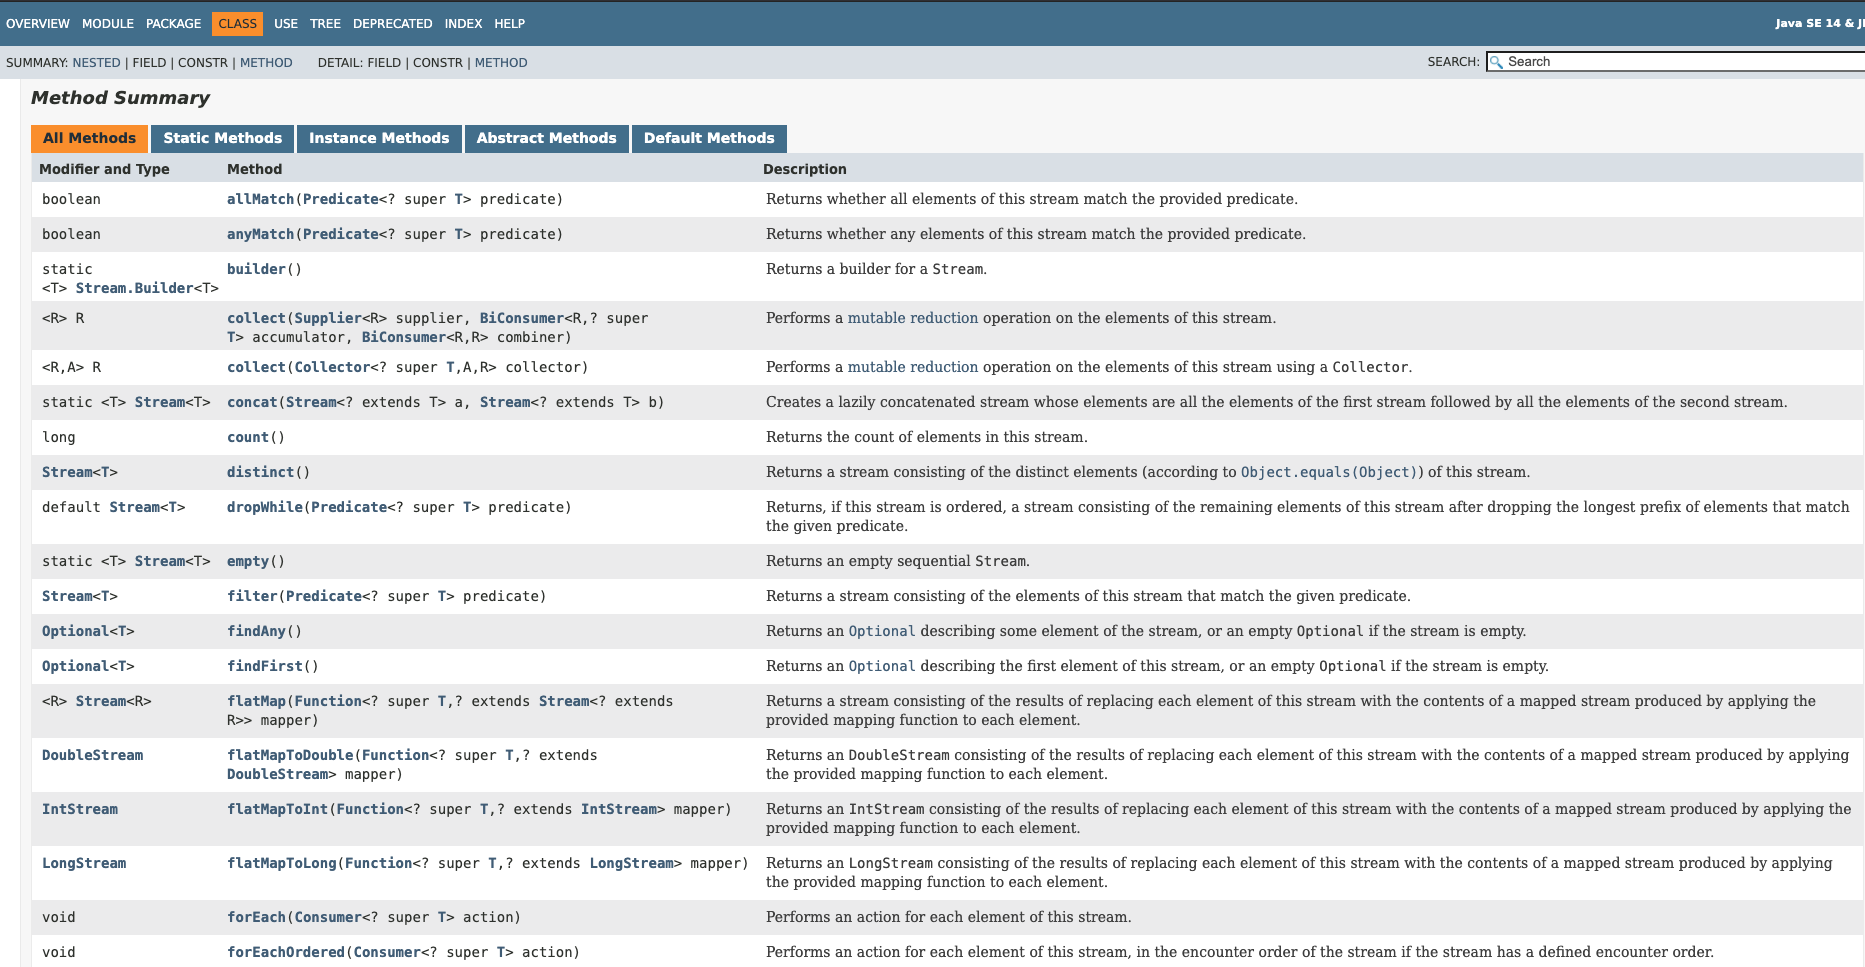 OVERVIEW MODULE PACKAGE CLASS USE TREE DEPRECATED INDEX HELP
Java SE 14 &
SUMMARY: NESTED | FIELD | CONSTR | METHOD DETAIL: FIELD | CONSTR | METHOD
SEARCH: Search
Method Summary
All Methods Static Methods Instance Methods Abstract Methods Default Methods
Modifier and Type Method Description
boolean allMatch(Predicate<? super T> predicate) Returns whether all elements of this stream match the provided predicate.
boolean anyMatch(Predicate<? super T> predicate) Returns whether any elements of this stream match the provided predicate.
static builder() Returns a builder for a Stream.
<T> Stream.Builder<T>
<R> R collect(Supplier<R> supplier, BiConsumer<R,? super Performs a mutable reduction operation on the elements of this stream.
T> accumulator, BiConsumer<R,R> combiner)
<R,A> R collect(Collector<? super T,A,R> collector) Performs a mutable reduction operation on the elements of this stream using a Collector.
static <T> Stream<T> concat(Stream<? extends T> a, Stream<? extends T> b) Creates a lazily concatenated stream whose elements are all the elements of the first stream followed by all the elements of the second stream.
long count() Returns the count of elements in this stream.
Stream<T> distinct() Returns a stream consisting of the distinct elements (according to Object.equals(Object)) of this stream.
default Stream<T> dropWhile(Predicate<? super T> predicate) Returns, if this stream is ordered, a stream consisting of the remaining elements of this stream after dropping the longest prefix of elements that match
the given predicate.
static <T> Stream<T> empty() Returns an empty sequential Stream.
Stream<T> filter(Predicate<? super T> predicate) Returns a stream consisting of the elements of this stream that match the given predicate.
Optional<T> findAny() Returns an Optional describing some element of the stream, or an empty Optional if the stream is empty.
Optional<T> findFirst() Returns an Optional describing the first element of this stream, or an empty Optional if the stream is empty.
<R> Stream<R> flatMap(Function<? super T,? extends Stream<? extends Returns a stream consisting of the results of replacing each element of this stream with the contents of a mapped stream produced by applying the
R>> mapper) provided mapping function to each element.
DoubleStream flatMapToDouble(Function<? super T,? extends Returns an DoubleStream consisting of the results of replacing each element of this stream with the contents of a mapped stream produced by applying
DoubleStream> mapper) the provided mapping function to each element.
IntStream flatMapToInt(Function<? super T,? extends IntStream> mapper) Returns an IntStream consisting of the results of replacing each element of this stream with the contents of a mapped stream produced by applying the
provided mapping function to each element.
LongStream flatMapToLong(Function<? super T,? extends LongStream> mapper) Returns an LongStream consisting of the results of replacing each element of this stream with the contents of a mapped stream produced by applying
the provided mapping function to each element.
void forEach(Consumer<? super T> action) Performs an action for each element of this stream.
void forEachOrdered(Consumer<? super T> action) Performs an action for each element of this stream, in the encounter order of the stream if the stream has a defined encounter order.